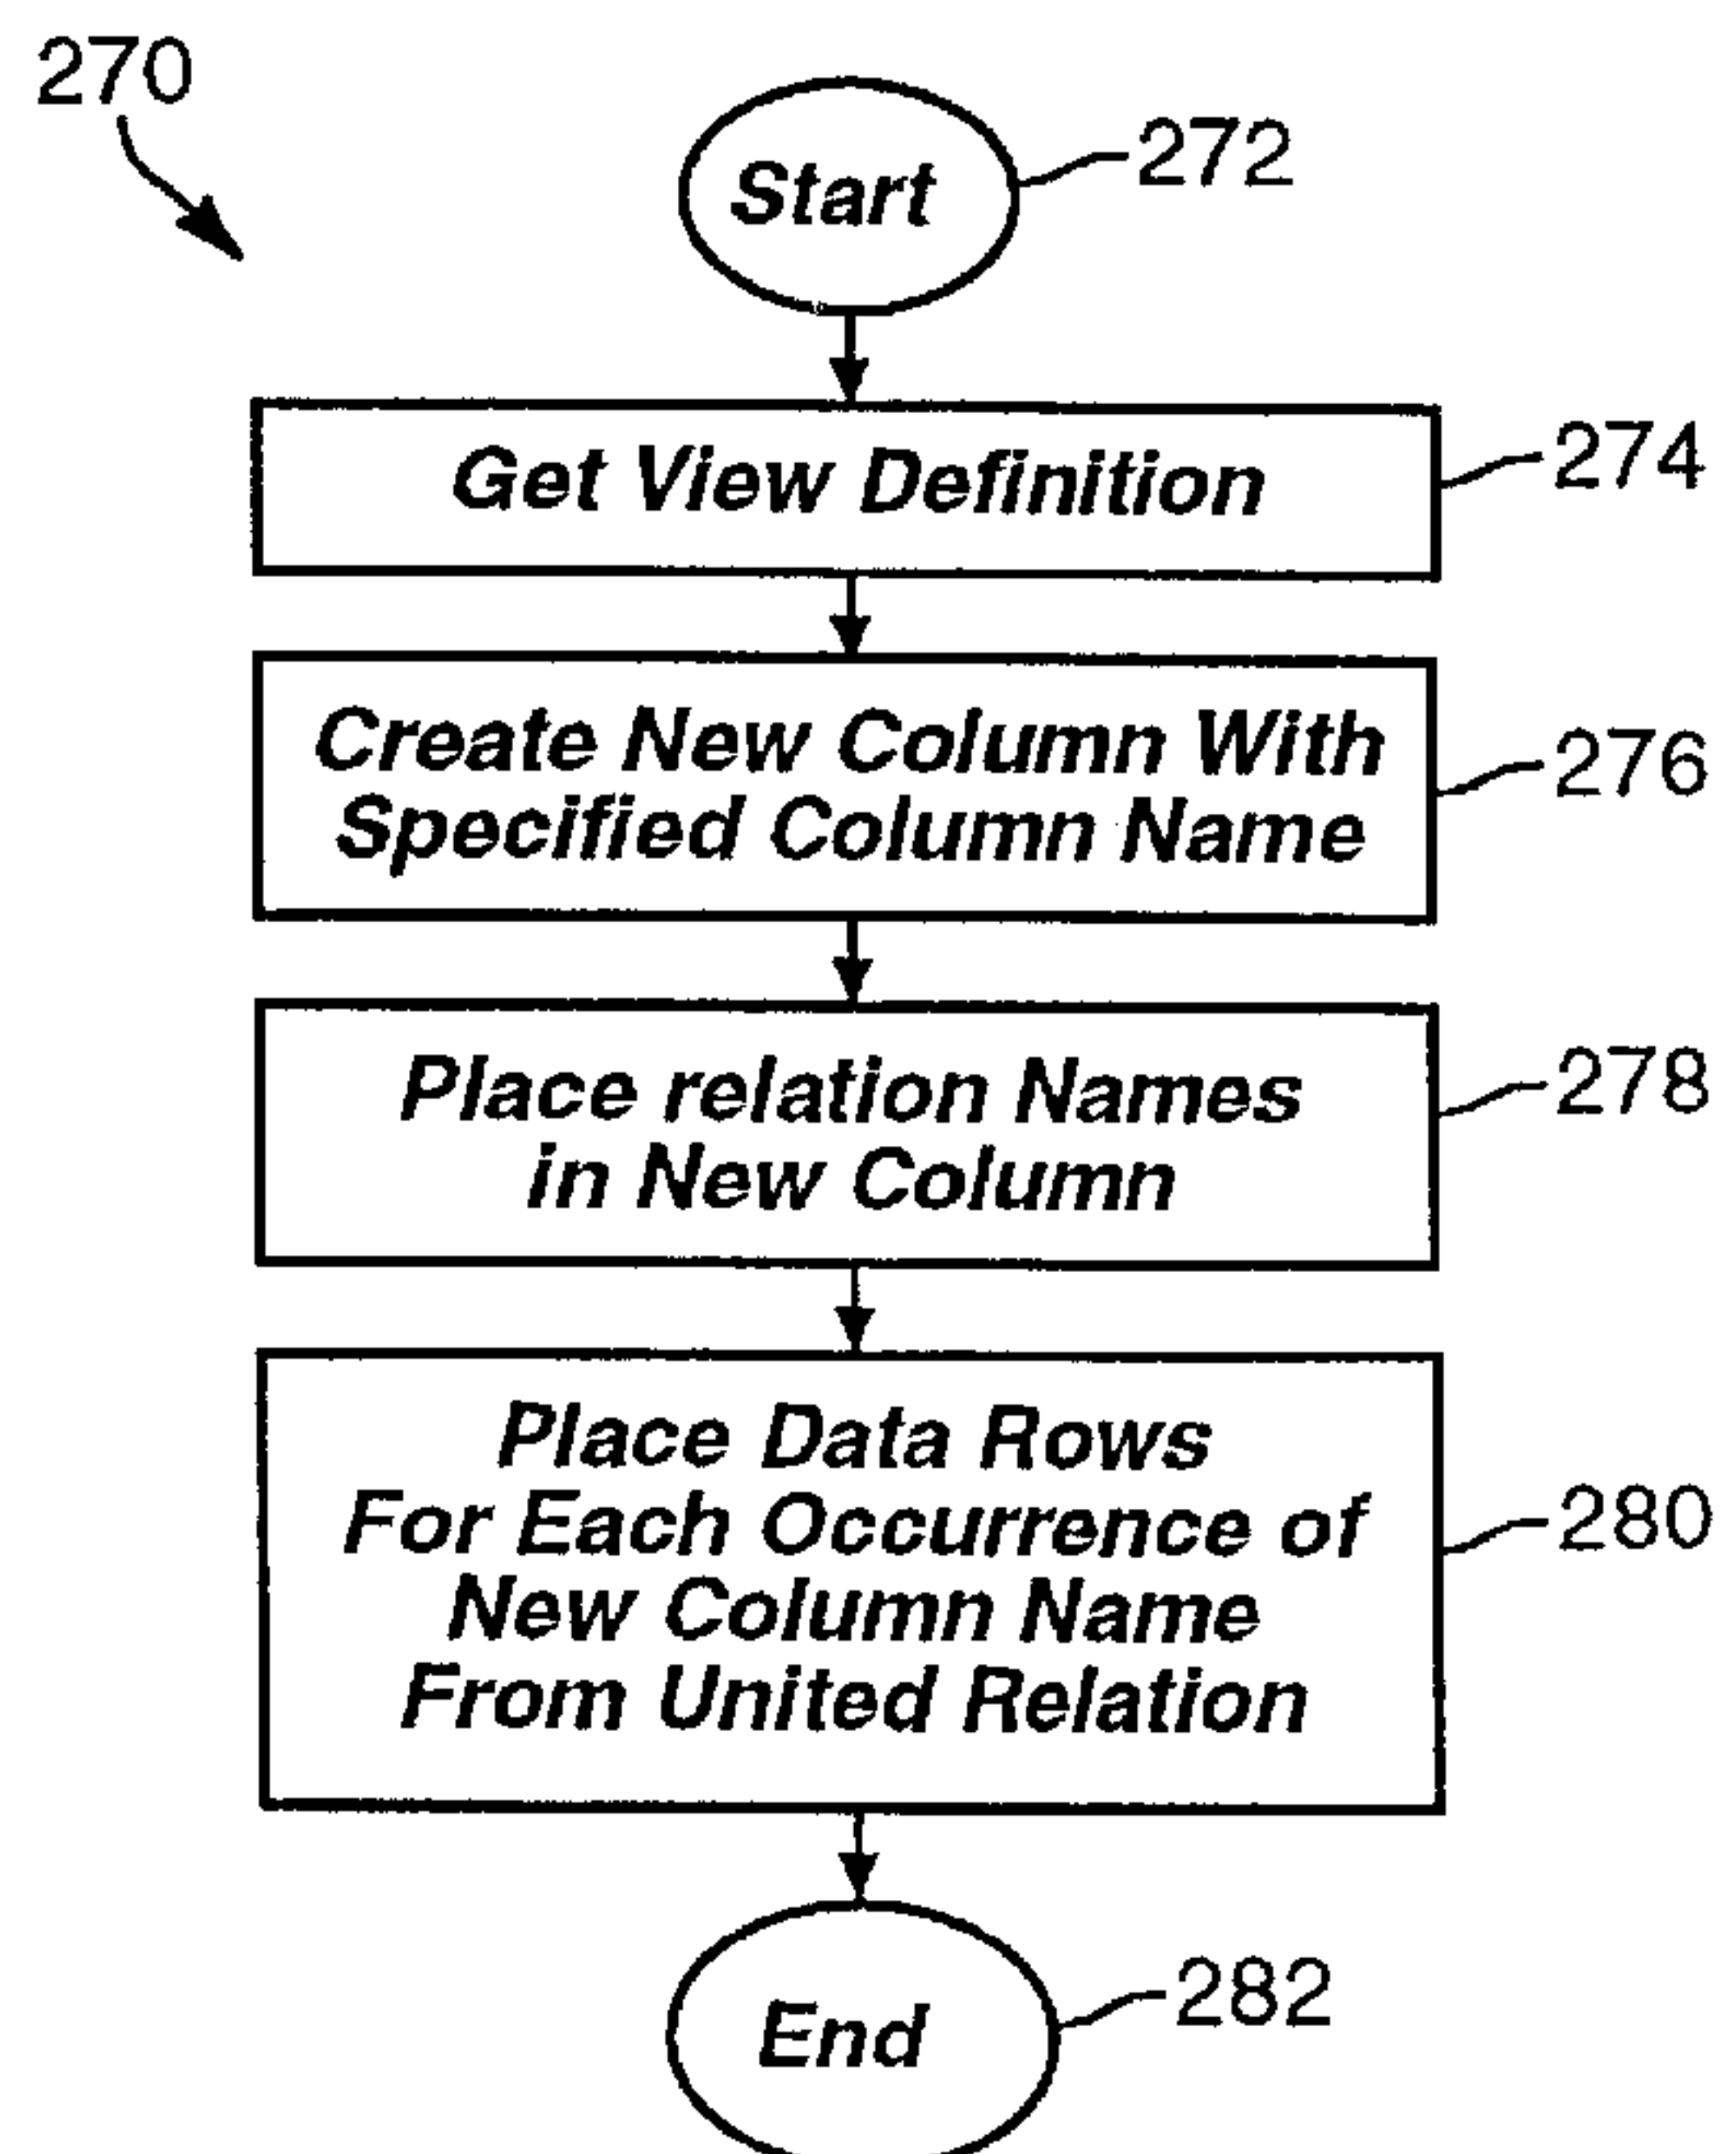 270
Start
272
Get View Definition
274
Create New Column With
Specified Column Name
276
Place relation Names
in New Column
278
Place Data Rows
For Each Occurrence of
New Column Name
From United Relation
280
End
282